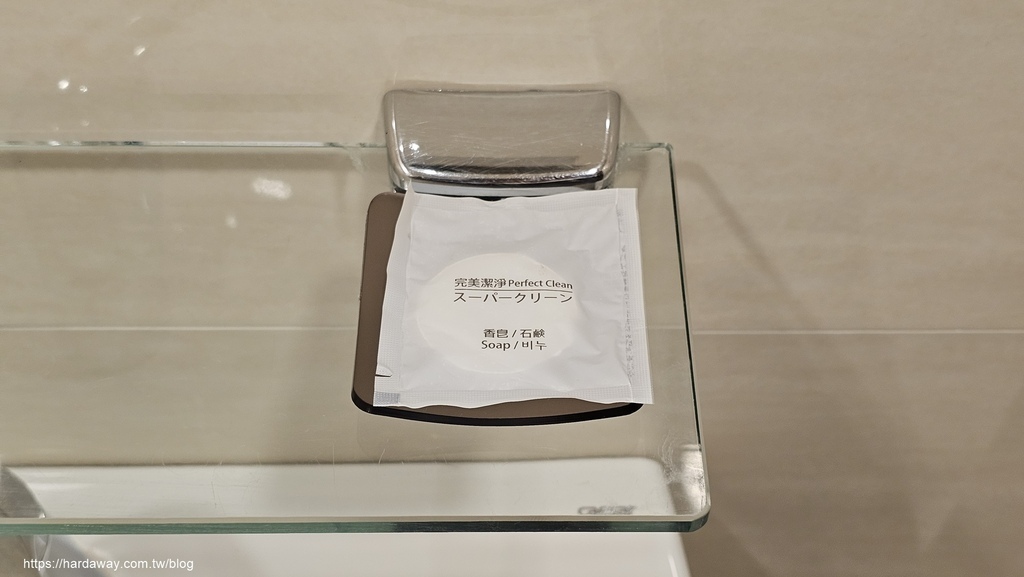 完美潔淨 Perfect Clean
スーパークリーン
香皂 / 石鹸
Soap / 비누
https://hardaway.com.tw/blog